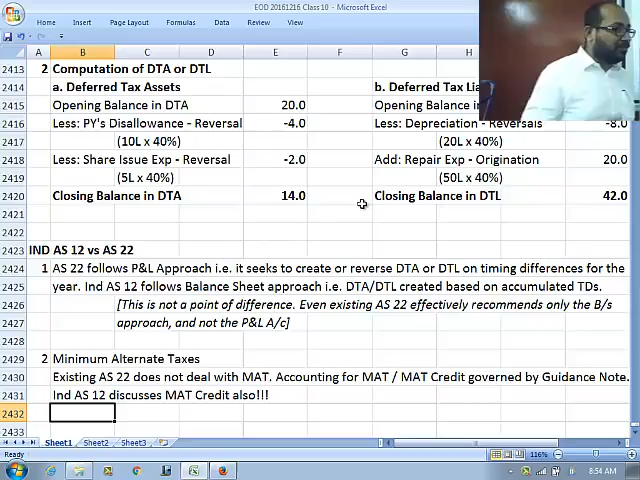 EOD 20161216 Class 10 - Microsoft Excel
Home Insert Page Layout Formulas Data Review View
A B C D E F G H
2413 2 Computation of DTA or DTL
2414 a. Deferred Tax Assets b. Deferred Tax Lia
2415 Opening Balance in DTA 20.0 Opening Balance in
2416 Less: PY's Disallowance - Reversal -4.0 Less: Depreciation - Reversals -8.0
2417 (10L x 40%) (20L x 40%)
2418 Less: Share Issue Exp - Reversal -2.0 Add: Repair Exp - Origination 20.0
2419 (5L x 40%) (50L x 40%)
2420 Closing Balance in DTA 14.0 Closing Balance in DTL 42.0
2421
2422
2423 IND AS 12 vs AS 22
2424 1 AS 22 follows P&L Approach i.e. it seeks to create or reverse DTA or DTL on timing differences for the
2425 year. Ind AS 12 follows Balance Sheet approach i.e. DTA/DTL created based on accumulated TDs.
2426 [This is not a point of difference. Even existing AS 22 effectively recommends only the B/s
2427 approach, and not the P&L A/c]
2428
2429 2 Minimum Alternate Taxes
2430 Existing AS 22 does not deal with MAT. Accounting for MAT / MAT Credit governed by Guidance Note.
2431 Ind AS 12 discusses MAT Credit also!!!
2432
2433
Sheet1 Sheet2 Sheet3
Ready 116%
8:54 AM